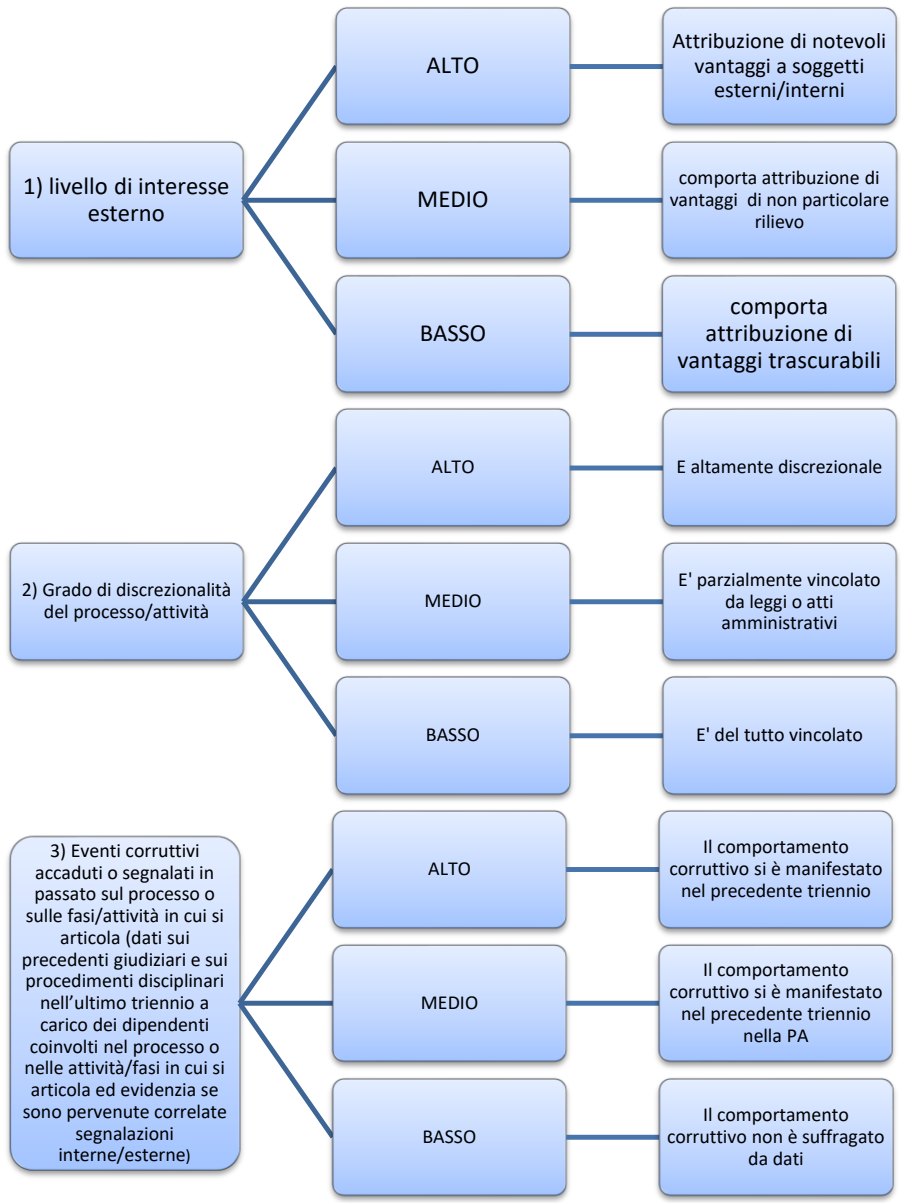 1) livello di interesse
esterno
ALTO
Attribuzione di notevoli
vantaggi a soggetti
esterni/interni
MEDIO
comporta attribuzione di
vantaggi di non particolare
rilievo
BASSO
comporta
attribuzione di
vantaggi trascurabili
2) Grado di discrezionalità
del processo/attività
ALTO
E altamente discrezionale
MEDIO
E' parzialmente vincolato
da leggi o atti
amministrativi
BASSO
E' del tutto vincolato
3) Eventi corruttivi
accaduti o segnalati in
passato sul processo o
sulle fasi/attività in cui si
articola (dati sui
precedenti giudiziari e sui
procedimenti disciplinari
nell’ultimo triennio a
carico dei dipendenti
coinvolti nel processo o
nelle attività/fasi in cui si
articola ed evidenzia se
sono pervenute correlate
segnalazioni
interne/esterne)
ALTO
Il comportamento
corruttivo si è manifestato
nel precedente triennio
MEDIO
Il comportamento
corruttivo si è manifestato
nel precedente triennio
nella PA
BASSO
Il comportamento
corruttivo non è suffragato
da dati